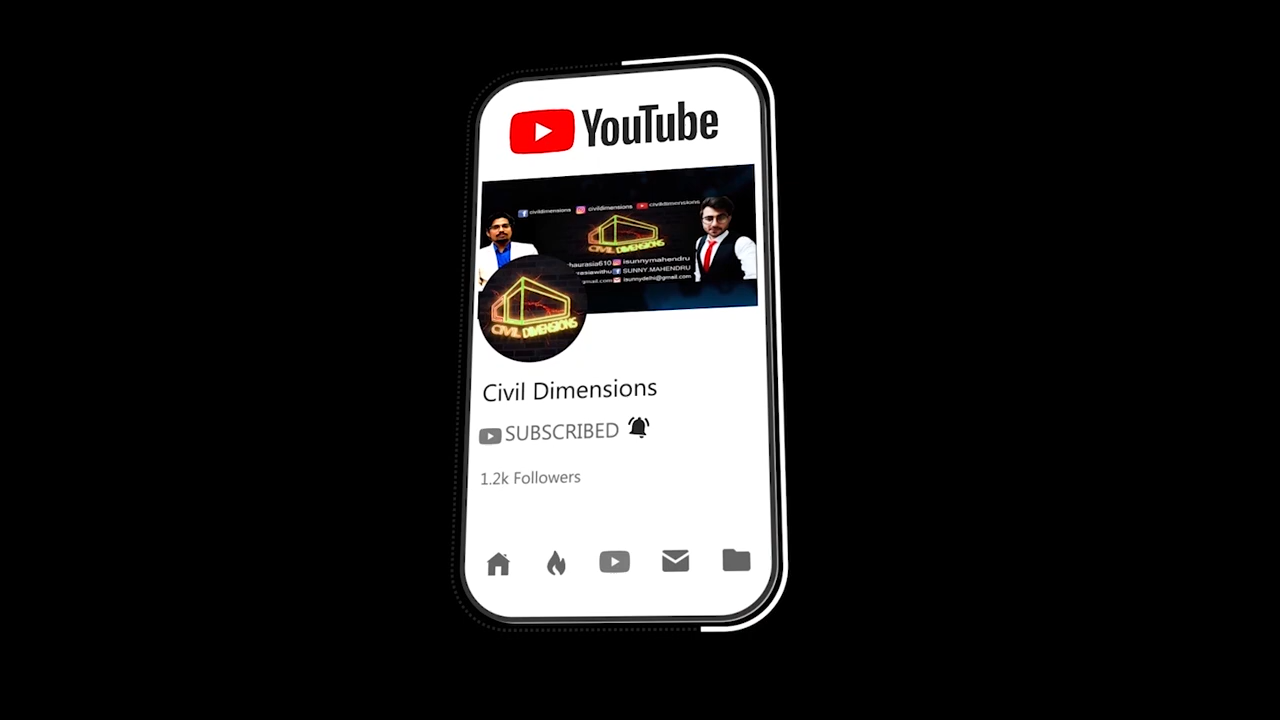 YouTube
civildimensions civildimensions civildimensions
CIVIL DIMENSIONS
isunnymahendru
SUNNY.MAHENDRU
isunnydelhi@gmail.com
CIVIL DIMENSIONS
Civil Dimensions
SUBSCRIBED
1.2k Followers